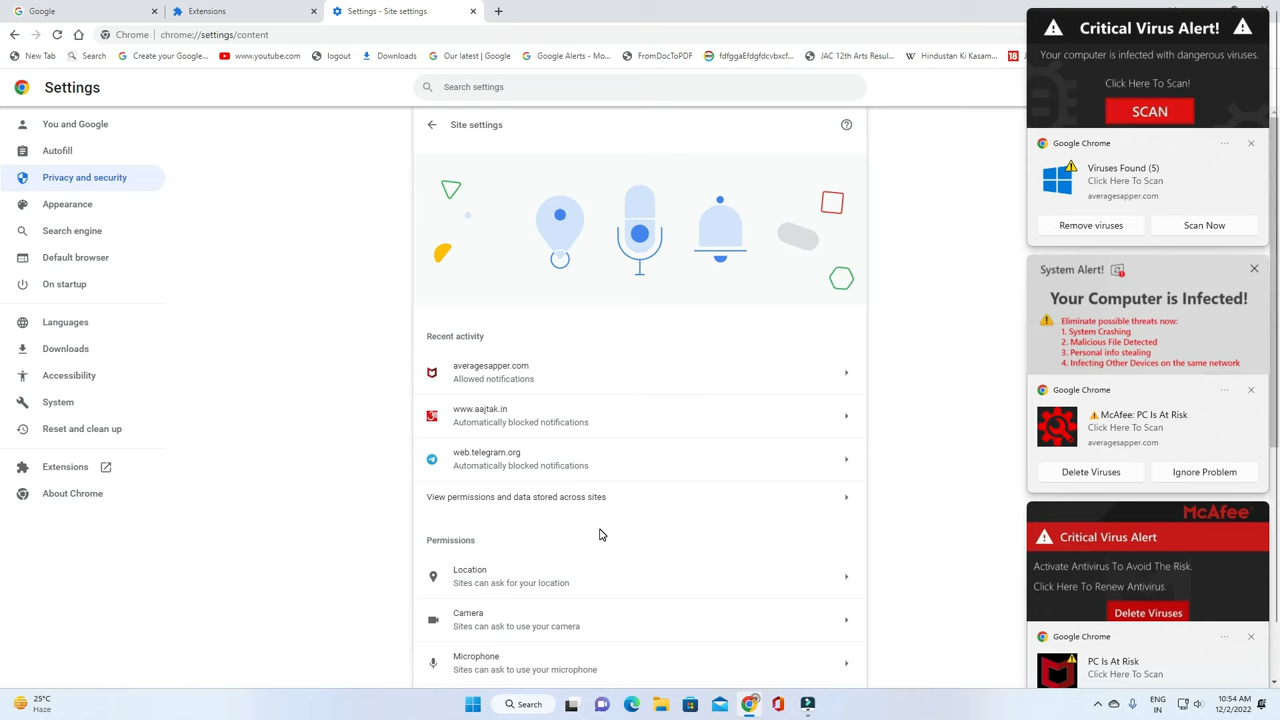 Google
Extensions
Settings - Site settings
Chrome | chrome://settings/content
New Tab
Search
Create your Google...
www.youtube.com
!logout
Downloads
Our latest | Google
Google Alerts - Mo...
FromDocToPDF
fdfggaEfdgfdcvbxcf...
JAC 12th Arts Resul...
Hindustan Ki Kasam...
Settings
Search settings
You and Google
Autofill
Privacy and security
Appearance
Search engine
Default browser
On startup
Languages
Downloads
Accessibility
System
Reset and clean up
Extensions
About Chrome
Site settings
Recent activity
averagesapper.com
Allowed notifications
www.aajtak.in
Automatically blocked notifications
web.telegram.org
Automatically blocked notifications
View permissions and data stored across sites
Permissions
Location
Sites can ask for your location
Camera
Sites can ask to use your camera
Microphone
Sites can ask to use your microphone
Critical Virus Alert!
Your computer is infected with dangerous viruses.
Click Here To Scan!
SCAN
Google Chrome
Viruses Found (5)
Click Here To Scan
averagesapper.com
Remove viruses
Scan Now
System Alert!
Your Computer is Infected!
Eliminate possible threats now:
1. System Crashing
2. Malicious File Detected
3. Personal info stealing
4. Infecting Other Devices on the same network
Google Chrome
⚠McAfee: PC Is At Risk
Click Here To Scan
averagesapper.com
Delete Viruses
Ignore Problem
McAfee
Critical Virus Alert
Activate Antivirus To Avoid The Risk.
Click Here To Renew Antivirus.
Delete Viruses
Google Chrome
PC Is At Risk
Click Here To Scan
25°C
Haze
Search
ENG
IN
10:54 AM
12/2/2022